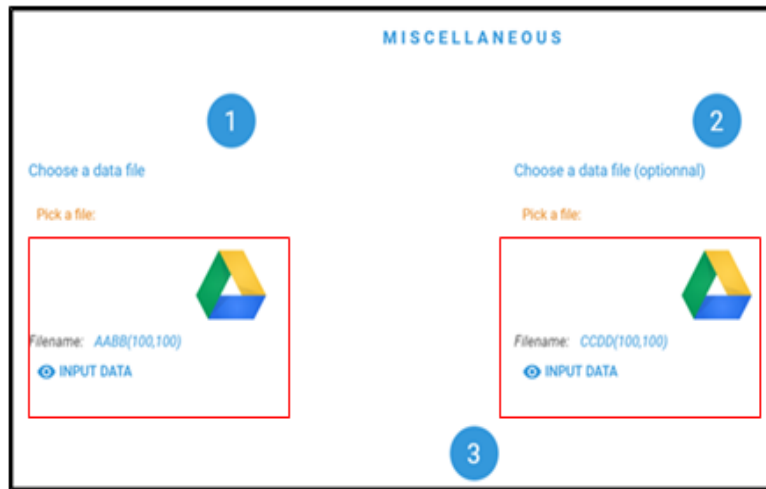 MISCELLANEOUS
1
2
Choose a data file
Choose a data file (optionnal)
Pick a file:
Pick a file:
Filename: AABB(100,100)
Filename: CCDD(100,100)
INPUT DATA
INPUT DATA
3